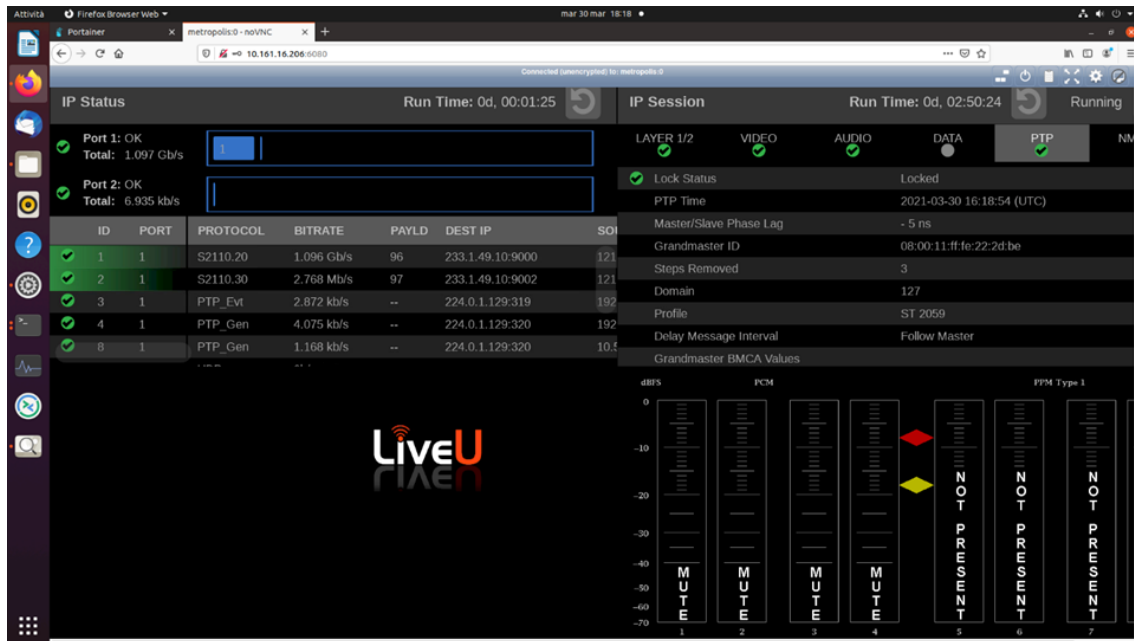 Attività
Firefox Browser Web
mar 30 mar 18:18
Portainer
metropolis:0 - noVNC
10.161.16.206:6080
Connected (unencrypted) to: metropolis:0
IP Status
Run Time: 0d, 00:01:25
Port 1: OK
Total: 1.097 Gb/s
1
Port 2: OK
Total: 6.935 kb/s
ID PORT PROTOCOL BITRATE PAYLD DEST IP SOU
1 1 S2110.20 1.096 Gb/s 96 233.1.49.10:9000 121
2 1 S2110.30 2.768 Mb/s 97 233.1.49.10:9002 121
3 1 PTP_Evt 2.872 kb/s -- 224.0.1.129:319 192
4 1 PTP_Gen 4.075 kb/s -- 224.0.1.129:320 192
8 1 PTP_Gen 1.168 kb/s -- 224.0.1.129:320 10.5
LiveU
IP Session
Run Time: 0d, 02:50:24
Running
LAYER 1/2 VIDEO AUDIO DATA PTP NM
Lock Status Locked
PTP Time 2021-03-30 16:18:54 (UTC)
Master/Slave Phase Lag - 5 ns
Grandmaster ID 08:00:11:ff:fe:22:2d:be
Steps Removed 3
Domain 127
Profile ST 2059
Delay Message Interval Follow Master
Grandmaster BMCA Values
dBFS PCM PPM Type 1
0
-10
-20
-30
-40
-50
-60
-70
MUTE
MUTE
MUTE
MUTE
NOT PRESENT
NOT PRESENT
NOT PRESENT
1 2 3 4 5 6 7